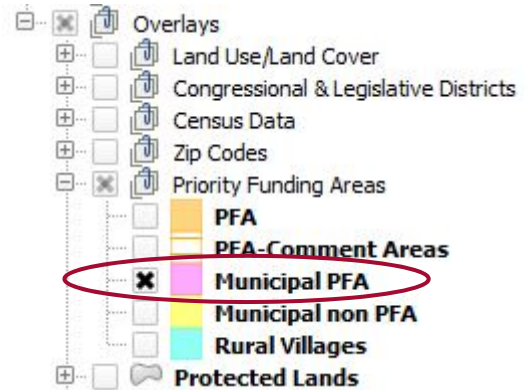 Overlays
Land Use/Land Cover
Congressional & Legislative Districts
Census Data
Zip Codes
Priority Funding Areas
PFA
PFA-Comment Areas
Municipal PFA
Municipal non PFA
Rural Villages
Protected Lands